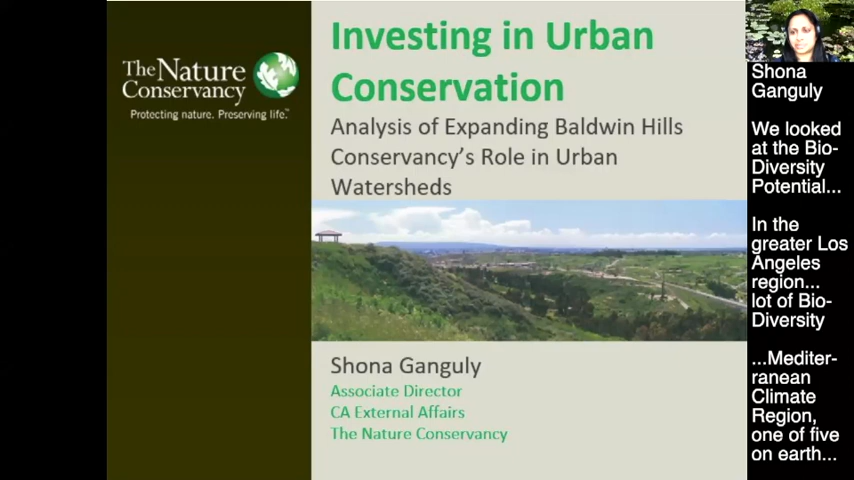 The Nature
Conservancy
Protecting nature. Preserving life.™
Investing in Urban
Conservation
Analysis of Expanding Baldwin Hills
Conservancy's Role in Urban
Watersheds
Shona Ganguly
Associate Director
CA External Affairs
The Nature Conservancy
Shona
Ganguly
We looked
at the Bio-
Diversity
Potential...
In the
greater Los
Angeles
region...
lot of Bio-
Diversity
...Mediter-
ranean
Climate
Region,
one of five
on earth...